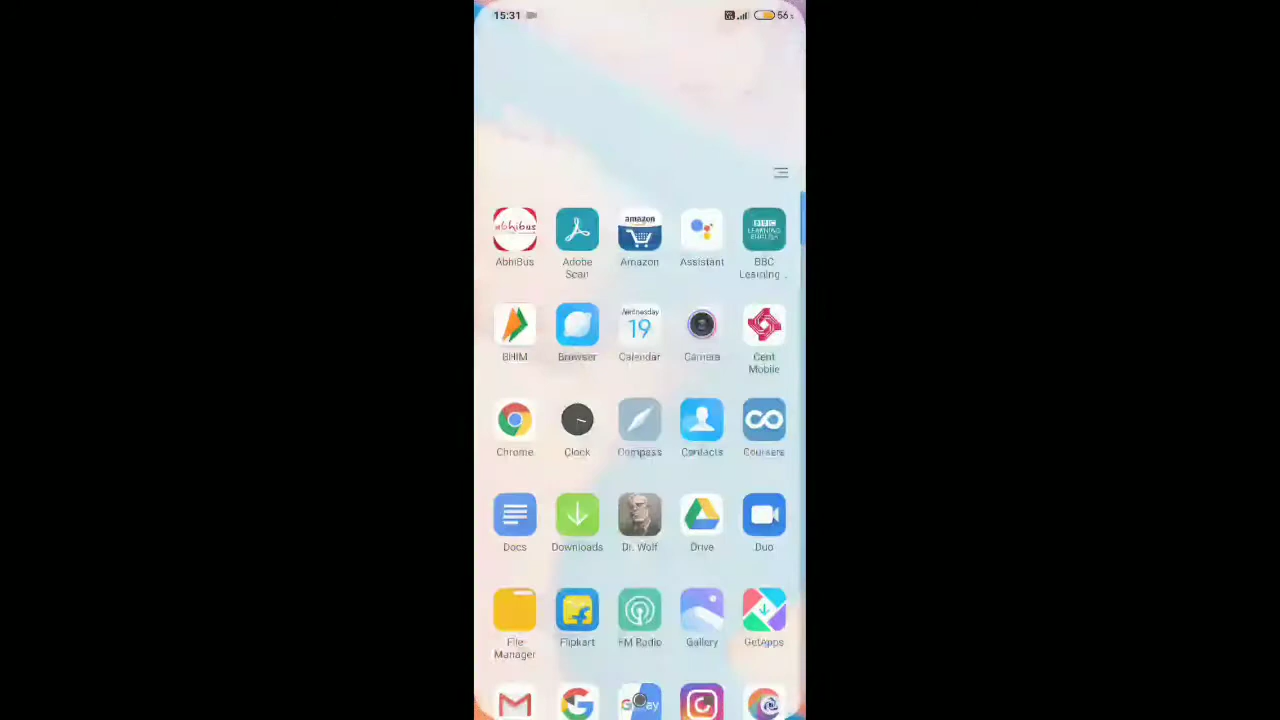 15:31
56
abhibus
amazon
BBC
LEARNING
ENGLISH
AbhiBus
Adobe
Scan
Amazon
Assistant
BBC
Learning...
Wednesday
19
BHIM
Browser
Calendar
Camera
Cent
Mobile
Chrome
Clock
Compass
Contacts
Coursera
Docs
Downloads
Dr. Wolf
Drive
Duo
File
Manager
Flipkart
FM Radio
Gallery
GetApps
G Pay